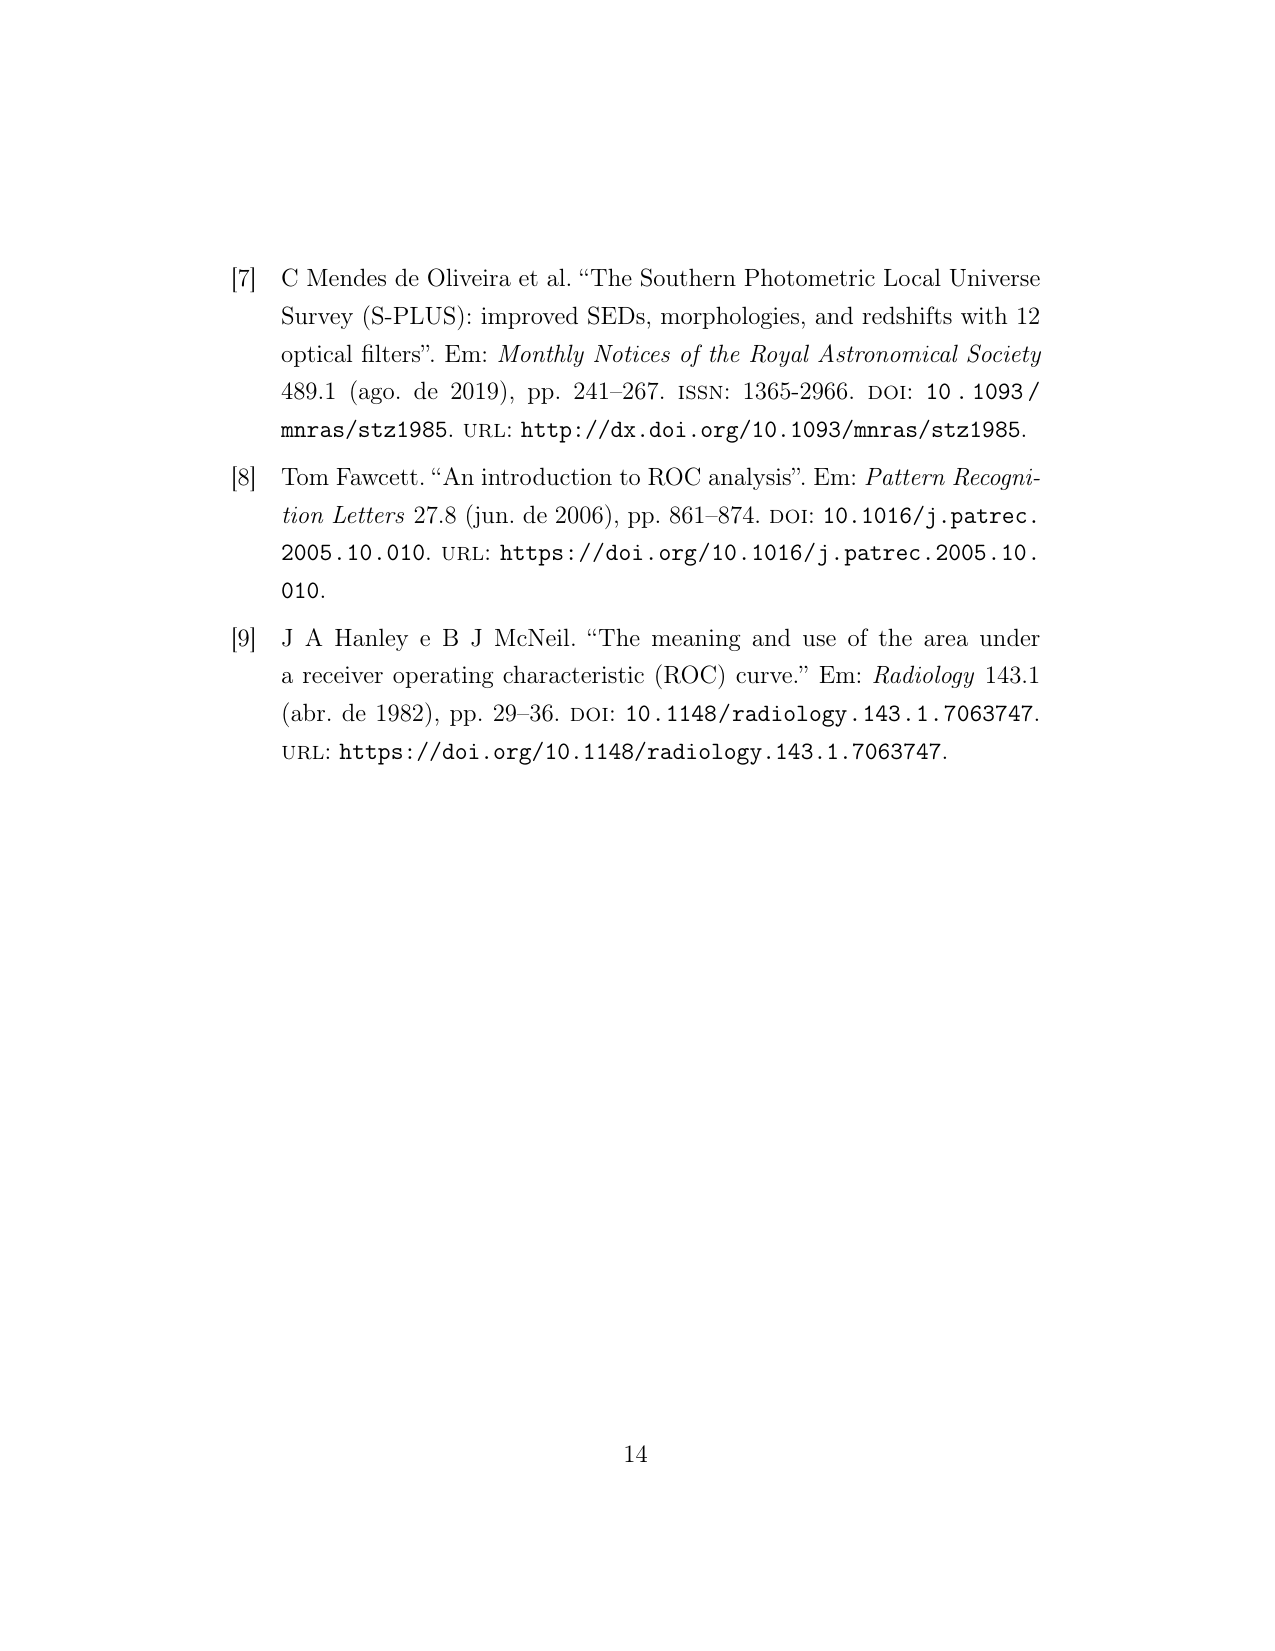 [7] C Mendes de Oliveira et al. “The Southern Photometric Local Universe
Survey (S-PLUS): improved SEDs, morphologies, and redshifts with 12
optical filters”. Em: Monthly Notices of the Royal Astronomical Society
489.1 (ago. de 2019), pp. 241–267. ISSN: 1365-2966. DOI: 10.1093/
mnras/stz1985. URL: http://dx.doi.org/10.1093/mnras/stz1985.
[8] Tom Fawcett. “An introduction to ROC analysis”. Em: Pattern Recogni-
tion Letters 27.8 (jun. de 2006), pp. 861–874. DOI: 10.1016/j.patrec.
2005.10.010. URL: https://doi.org/10.1016/j.patrec.2005.10.
010.
[9] J A Hanley e B J McNeil. “The meaning and use of the area under
a receiver operating characteristic (ROC) curve.” Em: Radiology 143.1
(abr. de 1982), pp. 29–36. DOI: 10.1148/radiology.143.1.7063747.
URL: https://doi.org/10.1148/radiology.143.1.7063747.
14